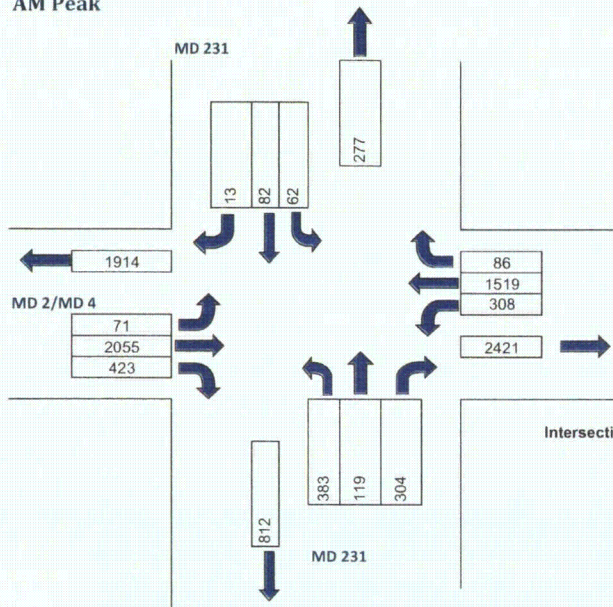 AM Peak
MD 231
277
13 82 62
1914
86
1519
308
MD 2/MD 4
71
2055
423
2421
Intersecti
383 119 304
812
MD 231